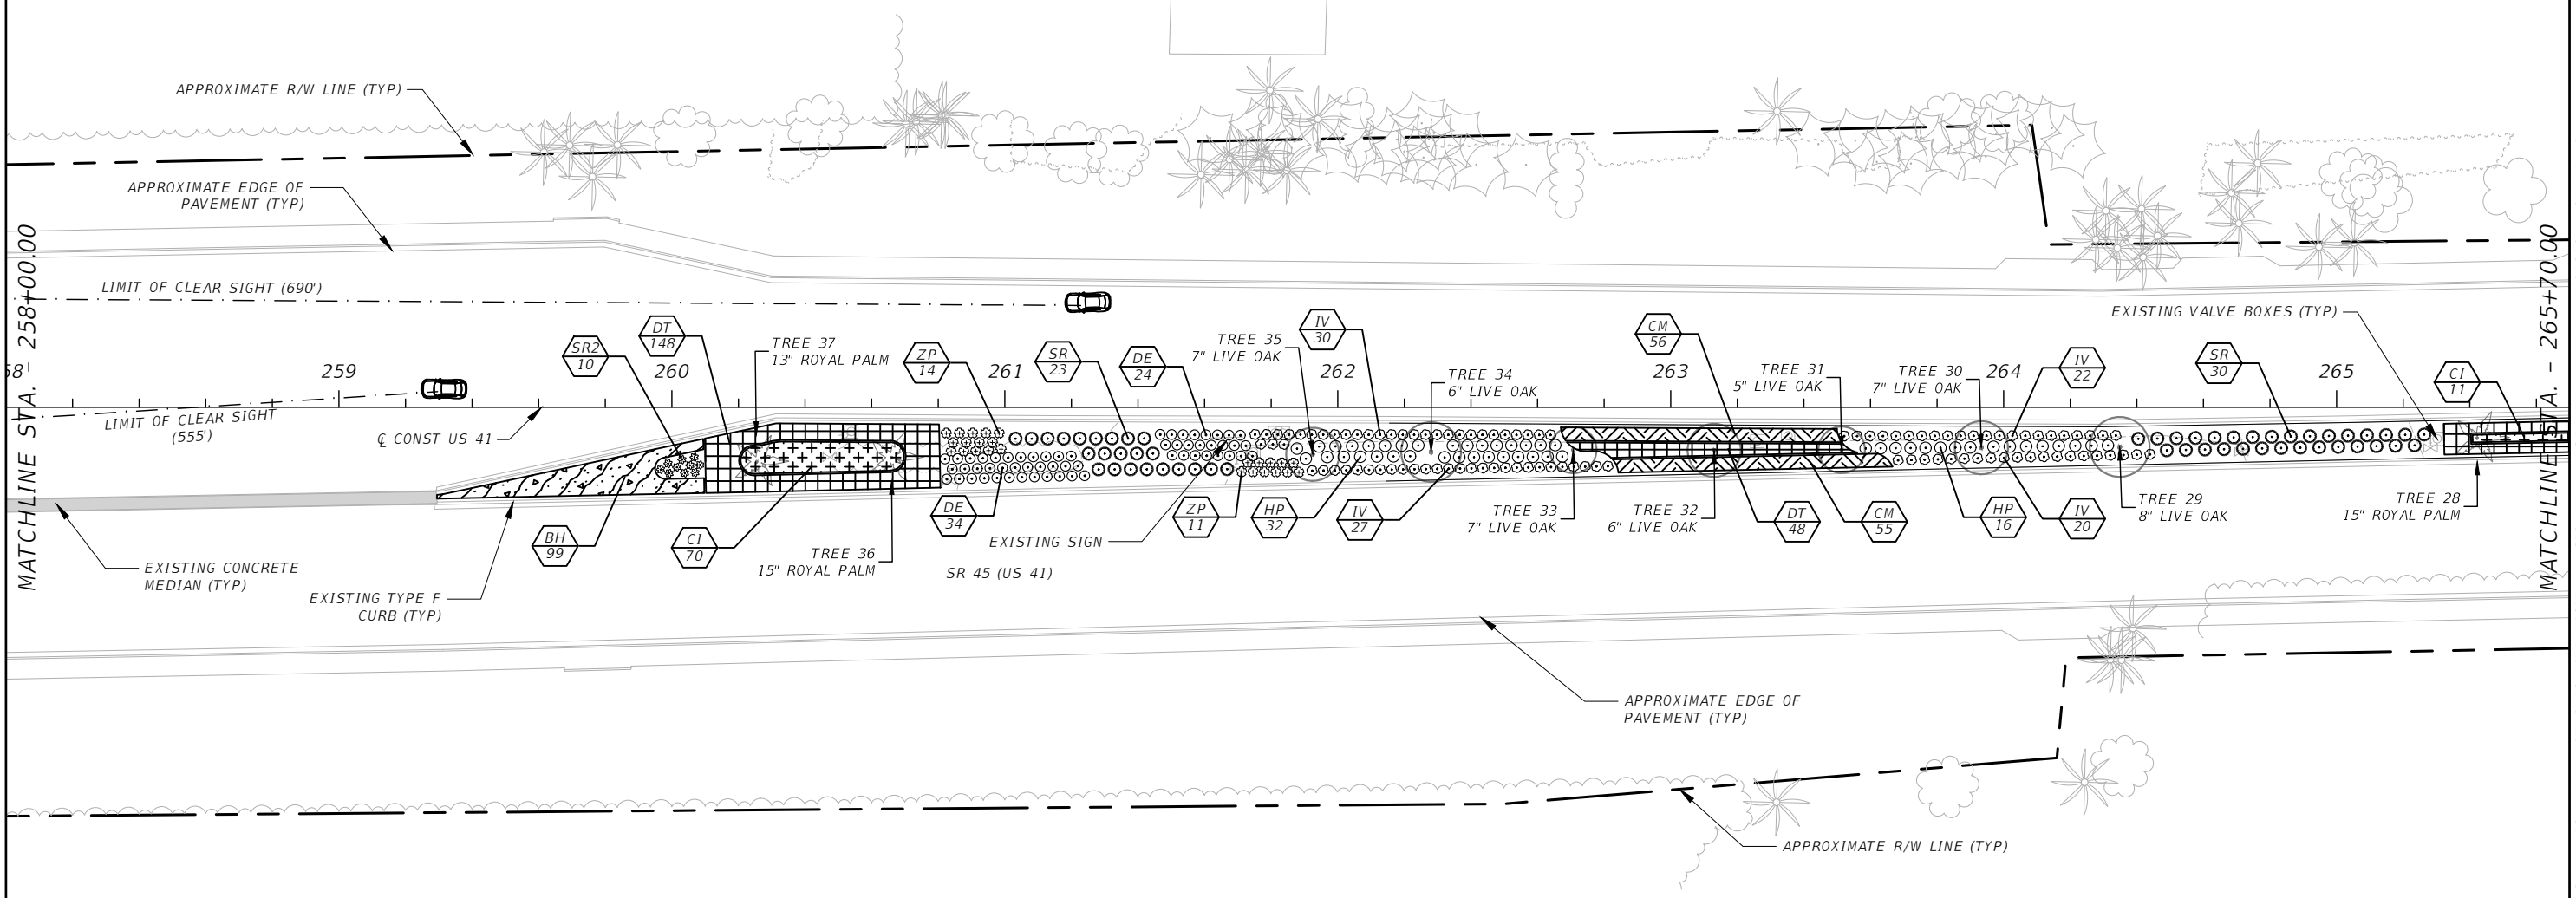 APPROXIMATE R/W LINE (TYP)
APPROXIMATE EDGE OF
PAVEMENT (TYP)
MATCHLINE STA. - 258+00.00
LIMIT OF CLEAR SIGHT (690')
58
259
260
261
262
263
264
265
LIMIT OF CLEAR SIGHT
(555')
℄ CONST US 41
SR2
10
DT
148
TREE 37
13" ROYAL PALM
ZP
14
SR
23
DE
24
TREE 35
7" LIVE OAK
IV
30
TREE 34
6" LIVE OAK
CM
56
TREE 31
5" LIVE OAK
TREE 30
7" LIVE OAK
IV
22
SR
30
EXISTING VALVE BOXES (TYP)
CI
11
MATCHLINE STA. - 265+70.00
EXISTING CONCRETE
MEDIAN (TYP)
EXISTING TYPE F
CURB (TYP)
BH
99
CI
70
TREE 36
15" ROYAL PALM
DE
34
EXISTING SIGN
SR 45 (US 41)
ZP
11
HP
32
IV
27
TREE 33
7" LIVE OAK
TREE 32
6" LIVE OAK
DT
48
CM
55
HP
16
IV
20
TREE 29
8" LIVE OAK
TREE 28
15" ROYAL PALM
APPROXIMATE EDGE OF
PAVEMENT (TYP)
APPROXIMATE R/W LINE (TYP)